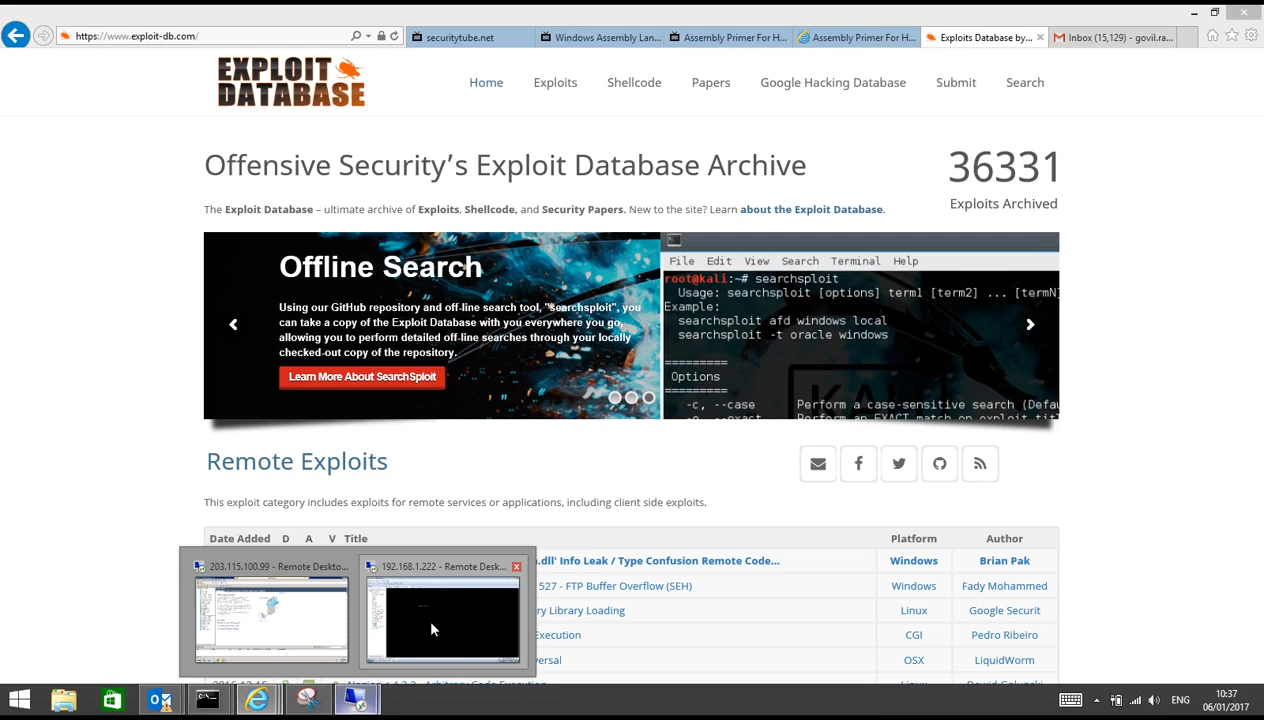 https://www.exploit-db.com/
securitytube.net
Windows Assembly Lan...
Assembly Primer For H...
Assembly Primer For H...
Exploits Database by...
Inbox (15,129) - govil.ra...
EXPLOIT
DATABASE
Home
Exploits
Shellcode
Papers
Google Hacking Database
Submit
Search
Offensive Security's Exploit Database Archive
36331
The Exploit Database – ultimate archive of Exploits, Shellcode, and Security Papers. New to the site? Learn about the Exploit Database.
Exploits Archived
Offline Search
Using our GitHub repository and off-line search tool, "searchsploit", you
can take a copy of the Exploit Database with you everywhere you go,
allowing you to perform detailed off-line searches through your locally
checked-out copy of the repository.
Learn More About SearchSploit
File Edit View Search Terminal Help
root@kali:~# searchsploit
Usage: searchsploit [options] term1 [term2] ... [termN]
Example:
searchsploit afd windows local
searchsploit -t oracle windows
=========
Options
=========
-c, --case Perform a case-sensitive search (Defau
-e, --exact Perform an EXACT match on exploit titl
KALI
Remote Exploits
This exploit category includes exploits for remote services or applications, including client side exploits.
Date Added D A V Title Platform Author
.dll' Info Leak / Type Confusion Remote Code... Windows Brian Pak
527 - FTP Buffer Overflow (SEH) Windows Fady Mohammed
ry Library Loading Linux Google Securit
Execution CGI Pedro Ribeiro
versal OSX LiquidWorm
203.115.100.99 - Remote Deskto...
192.168.1.222 - Remote Desk...
ENG
10:37
06/01/2017